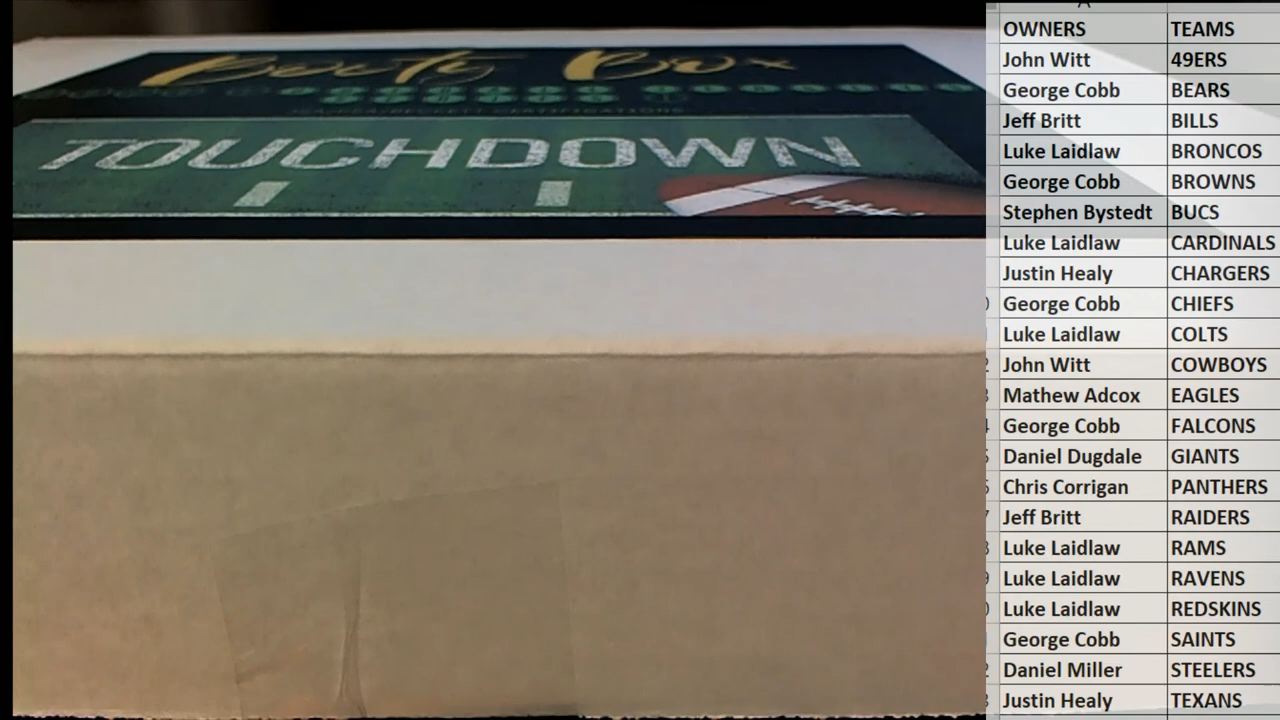 Booty Box
TOUCHDOWN
A
OWNERS TEAMS
John Witt 49ERS
George Cobb BEARS
Jeff Britt BILLS
Luke Laidlaw BRONCOS
George Cobb BROWNS
Stephen Bystedt BUCS
Luke Laidlaw CARDINALS
Justin Healy CHARGERS
George Cobb CHIEFS
Luke Laidlaw COLTS
John Witt COWBOYS
Mathew Adcox EAGLES
George Cobb FALCONS
Daniel Dugdale GIANTS
Chris Corrigan PANTHERS
Jeff Britt RAIDERS
Luke Laidlaw RAMS
Luke Laidlaw RAVENS
Luke Laidlaw REDSKINS
George Cobb SAINTS
Daniel Miller STEELERS
Justin Healy TEXANS